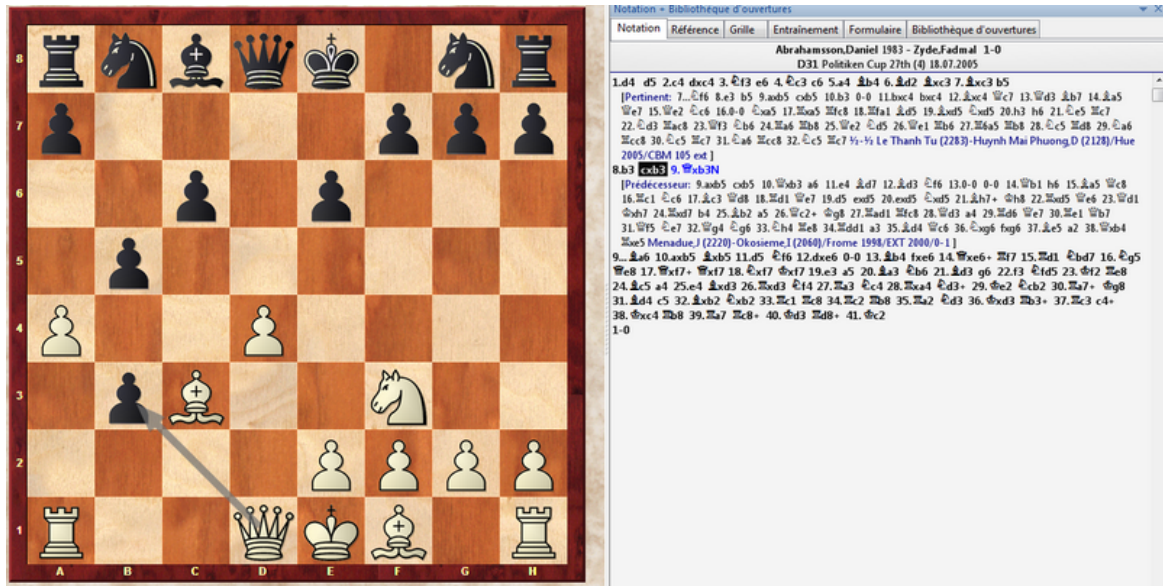 Notation + Bibliothèque d'ouvertures
Notation Référence Grille Entraînement Formulaire Bibliothèque d'ouvertures
Abrahamsson,Daniel 1983 - Zyde,Fadmal 1-0
D31 Politiken Cup 27th (4) 18.07.2005
1.d4 d5 2.c4 dxc4 3.♘f3 e6 4.♘c3 c6 5.a4 ♗b4 6.♗d2 ♗xc3 7.♗xc3 b5
[Pertinent: 7...♘f6 8.e3 b5 9.axb5 cxb5 10.b3 0-0 11.bxc4 bxc4 12.♗xc4 ♕c7 13.♕d3 ♗b7 14.♗a5
♕e7 15.♕e2 ♘c6 16.0-0 ♘xa5 17.♖xa5 ♖fc8 18.♖fa1 ♗d5 19.♗xd5 ♘xd5 20.h3 h6 21.♘e5 ♖c7
22.♘d3 ♖ac8 23.♕f3 ♘b6 24.♖a6 ♖b8 25.♕e2 ♘d5 26.♕e1 ♖b6 27.♖6a5 ♖b8 28.♘c5 ♖d8 29.♘a6
♖cc8 30.♘c5 ♖c7 31.♘a6 ♖cc8 32.♘c5 ♖c7 ½-½ Le Thanh Tu (2283)-Huynh Mai Phuong,D (2128)/Hue
2005/CBM 105 ext ]
8.b3 cxb3 9.♕xb3N
[Prédécesseur: 9.axb5 cxb5 10.♕xb3 a6 11.e4 ♗d7 12.♗d3 ♘f6 13.0-0 0-0 14.♕b1 h6 15.♗a5 ♕c8
16.♖c1 ♘c6 17.♗c3 ♕d8 18.♖d1 ♕e7 19.d5 exd5 20.exd5 ♘xd5 21.♗h7+ ♔h8 22.♖xd5 ♕e6 23.♕d1
♔xh7 24.♖xd7 b4 25.♗b2 a5 26.♕c2+ ♔g8 27.♖ad1 ♖fc8 28.♕d3 a4 29.♖d6 ♕e7 30.♖e1 ♕b7
31.♕f5 ♘e7 32.♕g4 ♘g6 33.♘h4 ♖e8 34.♖dd1 a3 35.♗d4 ♕c6 36.♘xg6 fxg6 37.♗e5 a2 38.♕xb4
♖xe5 Menadue,J (2220)-Okosieme,I (2060)/Frome 1998/EXT 2000/0-1 ]
9...♗a6 10.axb5 ♗xb5 11.d5 ♘f6 12.dxe6 0-0 13.♗b4 fxe6 14.♕xe6+ ♖f7 15.♖d1 ♘bd7 16.♘g5
♕e8 17.♕xf7+ ♕xf7 18.♘xf7 ♔xf7 19.e3 a5 20.♗a3 ♘b6 21.♗d3 g6 22.f3 ♘fd5 23.♔f2 ♖e8
24.♗c5 a4 25.e4 ♗xd3 26.♖xd3 ♘f4 27.♖a3 ♘c4 28.♖xa4 ♘d3+ 29.♔e2 ♘cb2 30.♖a7+ ♔g8
31.♗d4 c5 32.♗xb2 ♘xb2 33.♖c1 ♖c8 34.♖c2 ♖b8 35.♖a2 ♘d3 36.♔xd3 ♖b3+ 37.♖c3 c4+
38.♔xc4 ♖b8 39.♖a7 ♖c8+ 40.♔d3 ♖d8+ 41.♔c2
1-0
8
7
6
5
4
3
2
1
A B C D E F G H